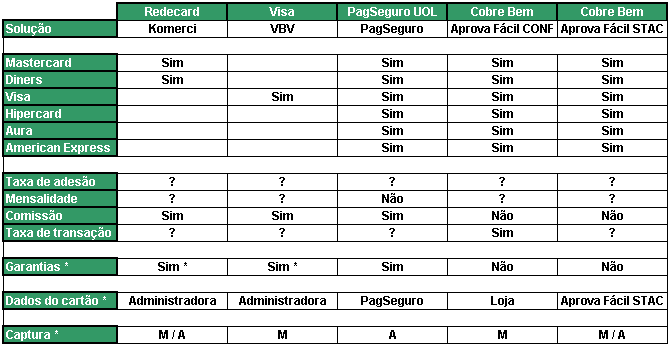 Redecard Visa PagSeguro UOL Cobre Bem Cobre Bem
Solução Komerci VBV PagSeguro Aprova Fácil CONF Aprova Fácil STAC
Mastercard Sim Sim Sim Sim
Diners Sim Sim Sim Sim
Visa Sim Sim Sim Sim
Hipercard Sim Sim Sim
Aura Sim Sim Sim
American Express Sim Sim Sim
Taxa de adesão ? ? ? ? ?
Mensalidade ? ? Não ? ?
Comissão Sim Sim Sim Não Não
Taxa de transação ? ? ? Sim ?
Garantias * Sim * Sim * Sim Não Não
Dados do cartão * Administradora Administradora PagSeguro Loja Aprova Fácil STAC
Captura * M / A M A M M / A